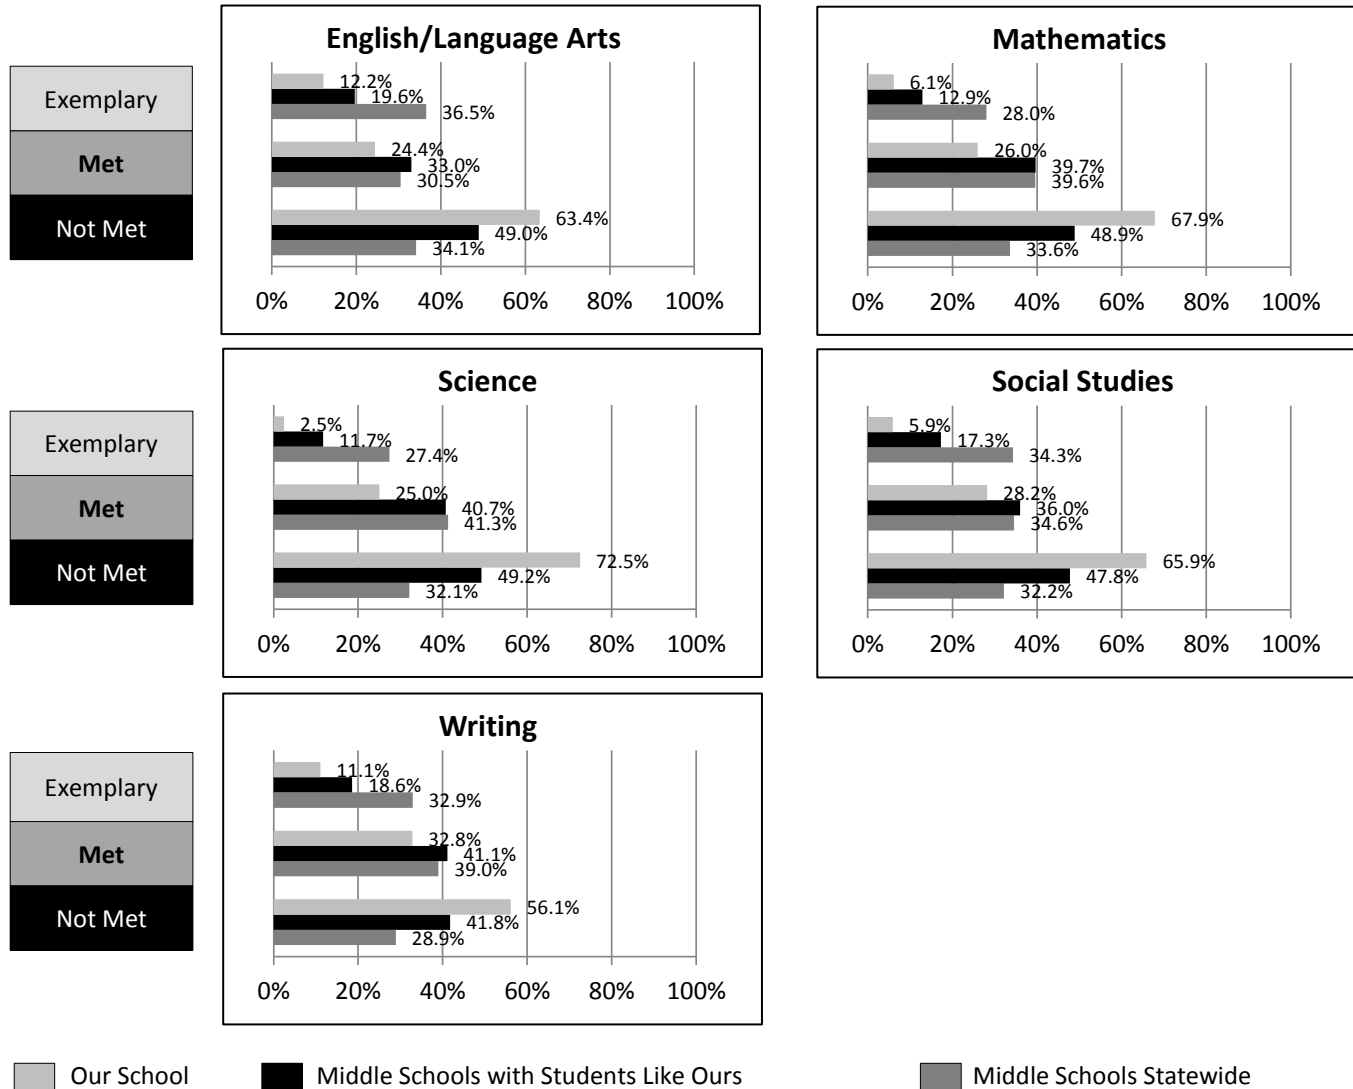 English/Language Arts
Exemplary
Met
Not Met
12.2%
19.6%
36.5%
24.4%
33.0%
30.5%
63.4%
49.0%
34.1%
0% 20% 40% 60% 80% 100%
Mathematics
6.1%
12.9%
28.0%
26.0%
39.7%
39.6%
67.9%
48.9%
33.6%
0% 20% 40% 60% 80% 100%
Science
Exemplary
Met
Not Met
2.5%
11.7%
27.4%
25.0%
40.7%
41.3%
72.5%
49.2%
32.1%
0% 20% 40% 60% 80% 100%
Social Studies
5.9%
17.3%
34.3%
28.2%
36.0%
34.6%
65.9%
47.8%
32.2%
0% 20% 40% 60% 80% 100%
Writing
Exemplary
Met
Not Met
11.1%
18.6%
32.9%
32.8%
41.1%
39.0%
56.1%
41.8%
28.9%
0% 20% 40% 60% 80% 100%
Our School Middle Schools with Students Like Ours Middle Schools Statewide